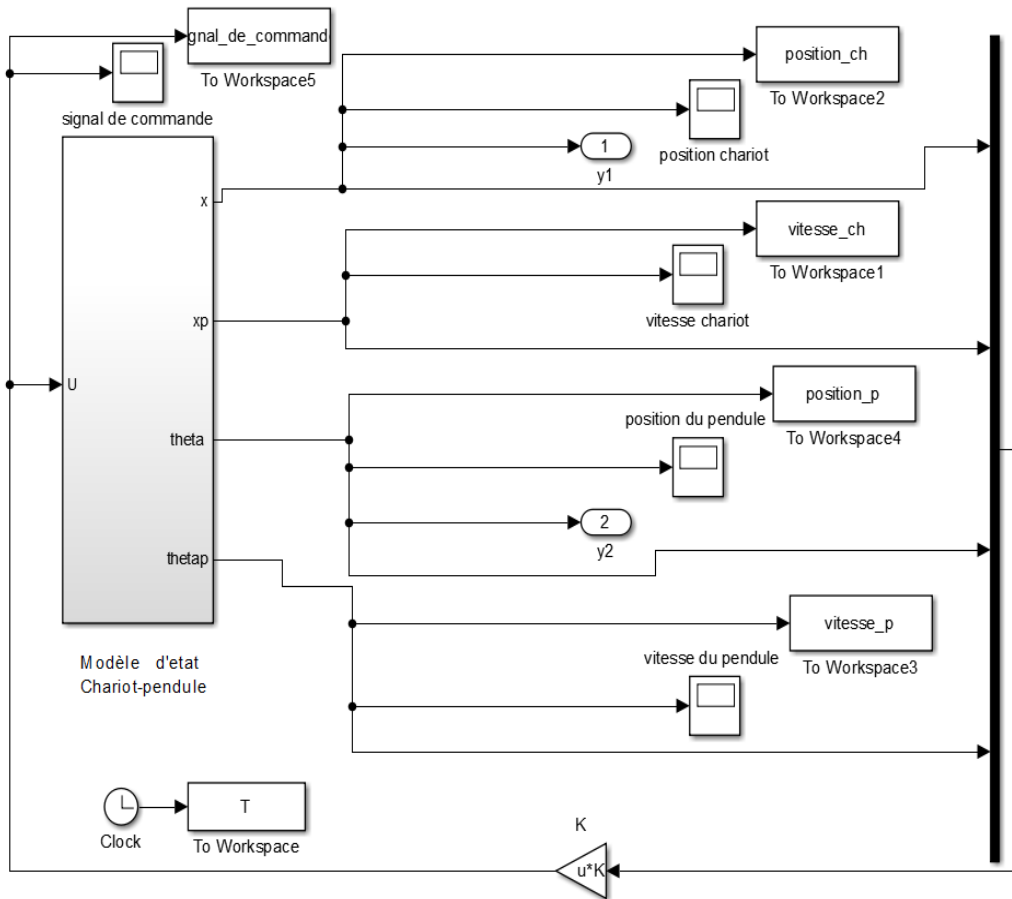 gnal_de_command
To Workspace5
signal de commande
position_ch
To Workspace2
position chariot
1
y1
x
vitesse_ch
To Workspace1
vitesse chariot
xp
U
position_p
position du pendule
To Workspace4
theta
2
y2
thetap
vitesse_p
vitesse du pendule
To Workspace3
Modèle d'etat
Chariot-pendule
T
Clock
To Workspace
K
u*K